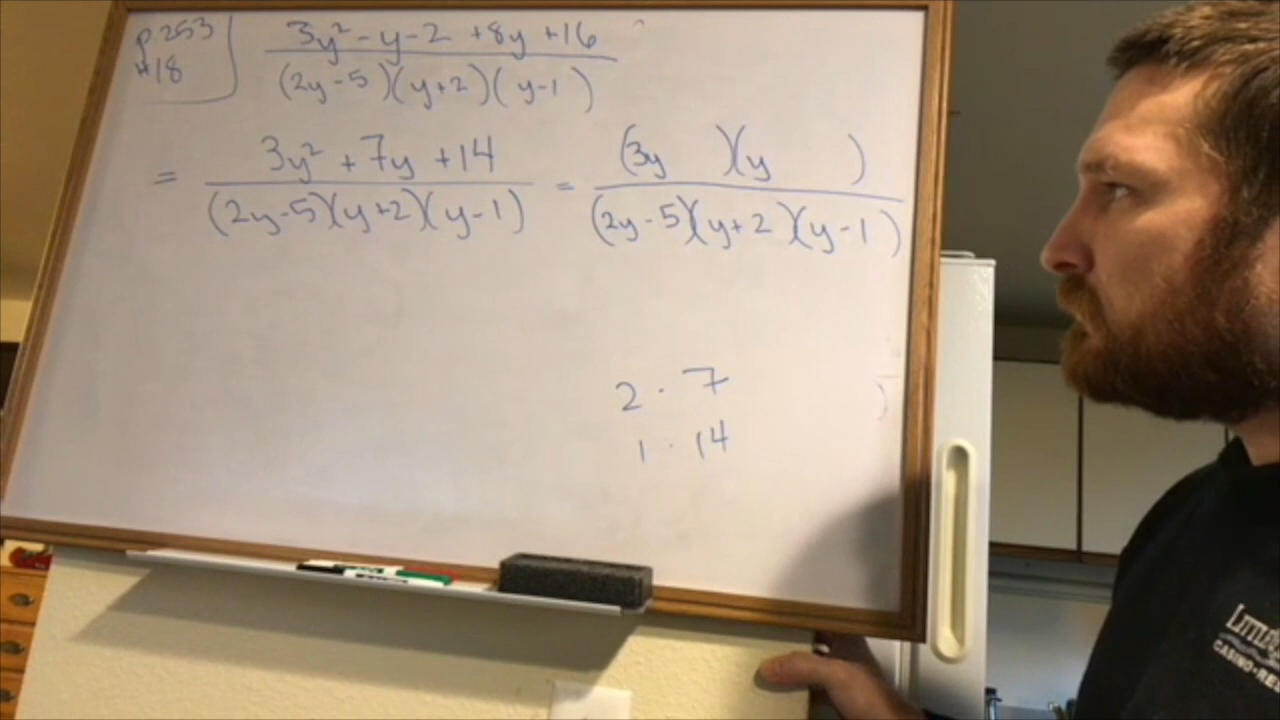 p.253
#18
3y² - y - 2 + 8y + 16
(2y - 5)(y + 2)(y - 1)
= 3y² + 7y + 14 = (3y )(y )
(2y - 5)(y + 2)(y - 1) (2y - 5)(y + 2)(y - 1)
2 · 7
1 · 14
CASINO